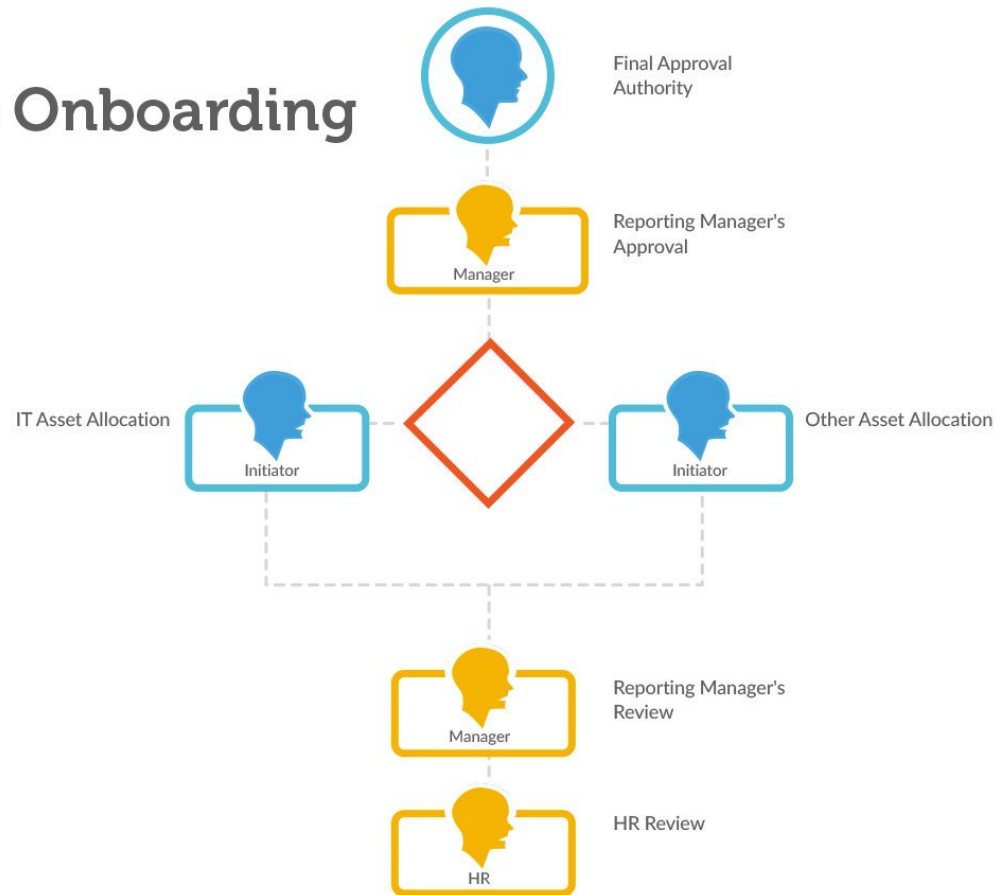 Onboarding
Final Approval
Authority
Reporting Manager's
Approval
Manager
IT Asset Allocation
Initiator
Initiator
Other Asset Allocation
Reporting Manager's
Review
Manager
HR Review
HR